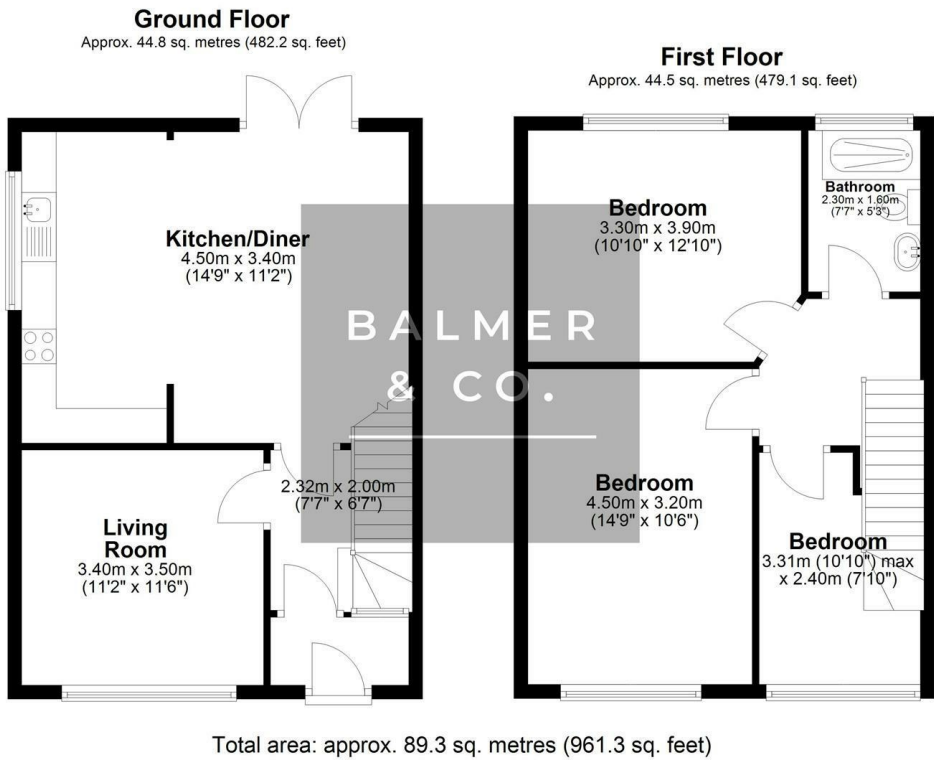 Ground Floor
Approx. 44.8 sq. metres (482.2 sq. feet)
Kitchen/Diner
4.50m x 3.40m
(14'9" x 11'2")
2.32m x 2.00m
(7'7" x 6'7")
Living
Room
3.40m x 3.50m
(11'2" x 11'6")
First Floor
Approx. 44.5 sq. metres (479.1 sq. feet)
Bedroom
3.30m x 3.90m
(10'10" x 12'10")
Bathroom
2.30m x 1.60m
(7'7" x 5'3")
Bedroom
4.50m x 3.20m
(14'9" x 10'6")
Bedroom
3.31m (10'10") max
x 2.40m (7'10")
BALMER
& CO.
Total area: approx. 89.3 sq. metres (961.3 sq. feet)